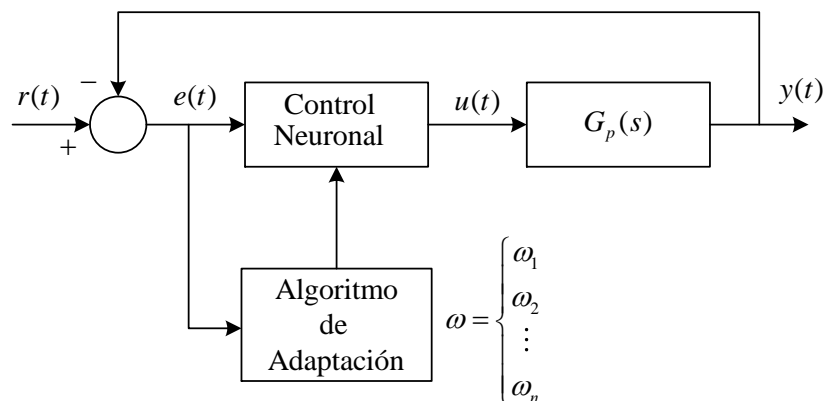 −
r(t)
+
e(t)
Control
Neuronal
u(t)
G_p(s)
y(t)
Algoritmo
de
Adaptación
ω = { ω_1
ω_2
⋮
ω_n